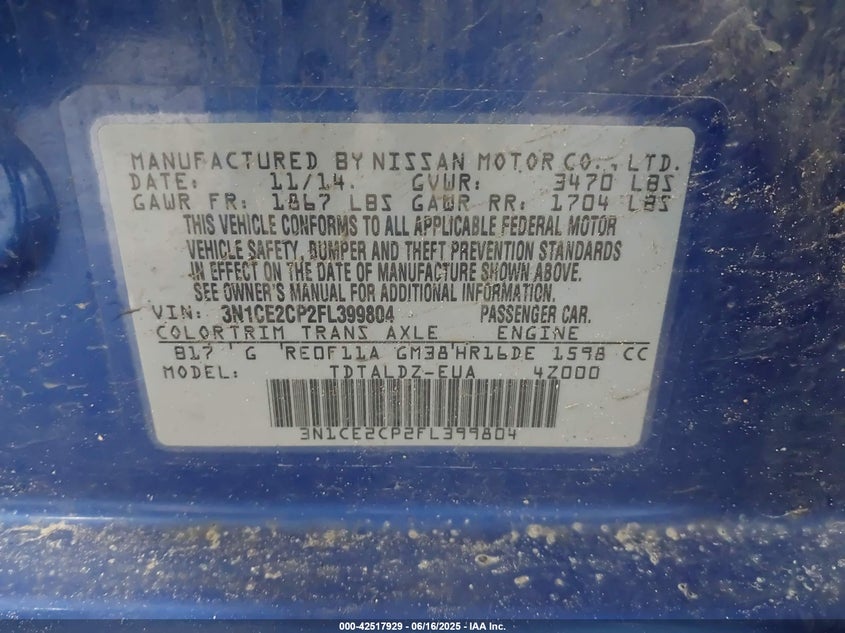 MANUFACTURED BY NISSAN MOTOR CO., LTD.
DATE: 11/14. GVWR: 3470 LBS
GAWR FR: 1867 LBS GAWR RR: 1704 LBS
THIS VEHICLE CONFORMS TO ALL APPLICABLE FEDERAL MOTOR
VEHICLE SAFETY, BUMPER AND THEFT PREVENTION STANDARDS
IN EFFECT ON THE DATE OF MANUFACTURE SHOWN ABOVE.
SEE OWNER'S MANUAL FOR ADDITIONAL INFORMATION.
VIN: 3N1CE2CP2FL399804 PASSENGER CAR.
COLOR TRIM TRANS AXLE ENGINE
B17 G RE0F11A GM38 HR16DE 1598 CC
MODEL: TDTALDZ-EUA 4Z000
3N1CE2CP2FL399804
000-42517929 - 06/16/2025 - IAA Inc.